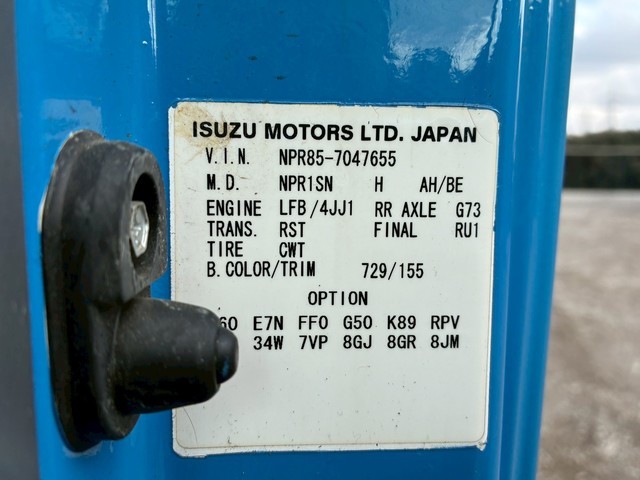 ISUZU MOTORS LTD. JAPAN
V.I.N. NPR85-7047655
M.D. NPR1SN H AH/BE
ENGINE LFB/4JJ1 RR AXLE G73
TRANS. RST FINAL RU1
TIRE CWT
B.COLOR/TRIM 729/155
OPTION
E7N FF0 G50 K89 RPV
34W 7VP 8GJ 8GR 8JM